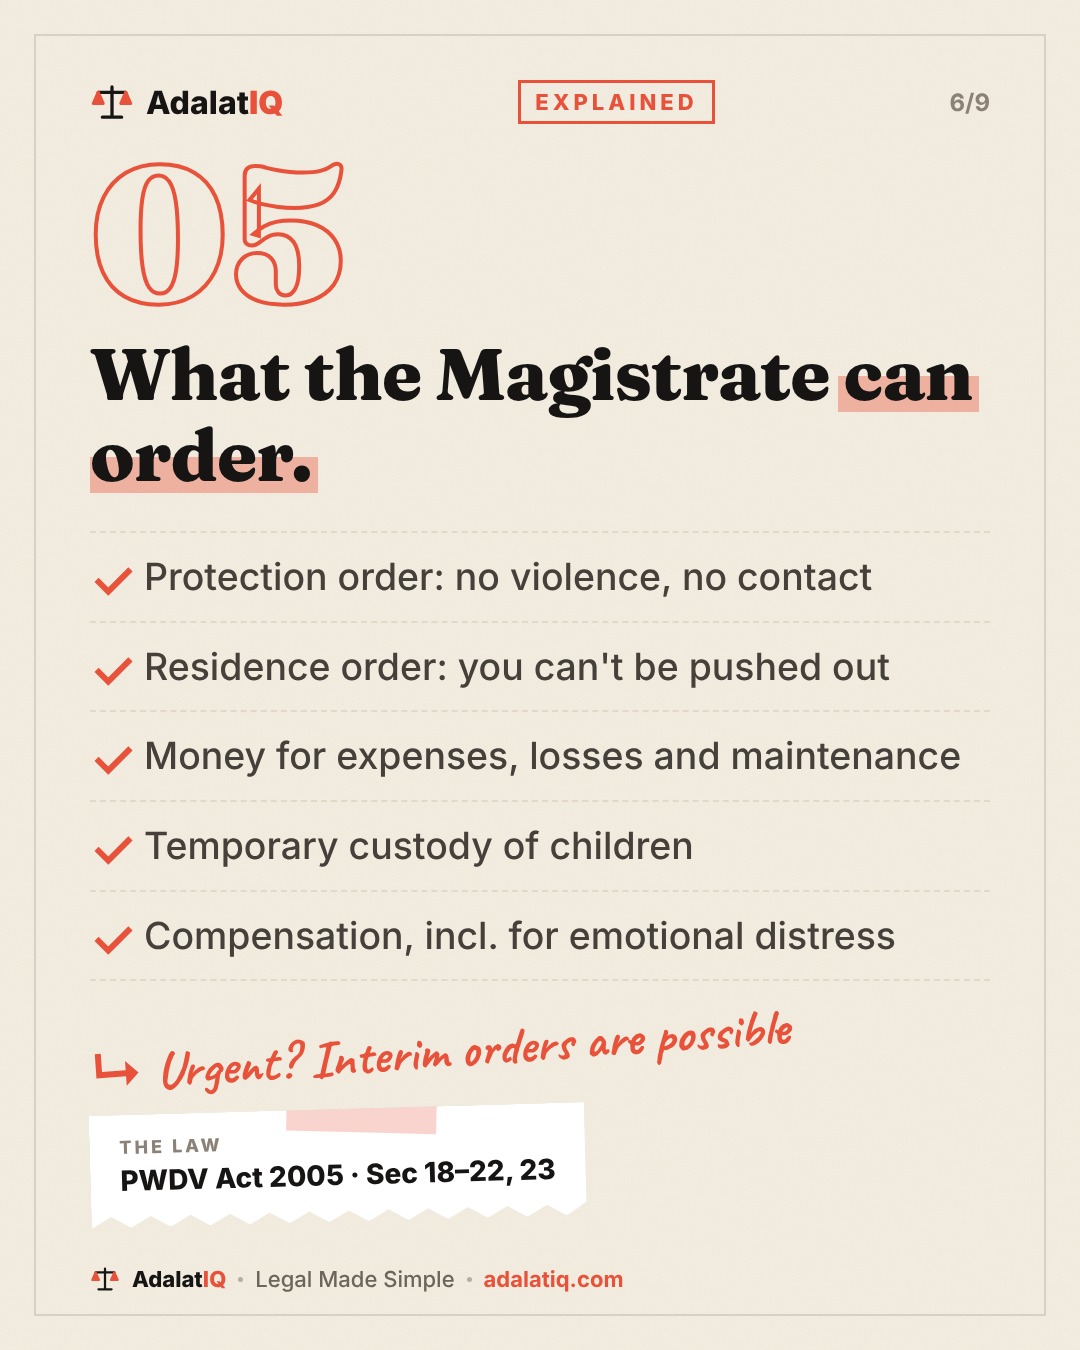 AdalatIQ
EXPLAINED
6/9
05
What the Magistrate can
order.
Protection order: no violence, no contact
Residence order: you can't be pushed out
Money for expenses, losses and maintenance
Temporary custody of children
Compensation, incl. for emotional distress
Urgent? Interim orders are possible
THE LAW
PWDV Act 2005 · Sec 18–22, 23
AdalatIQ • Legal Made Simple • adalatiq.com